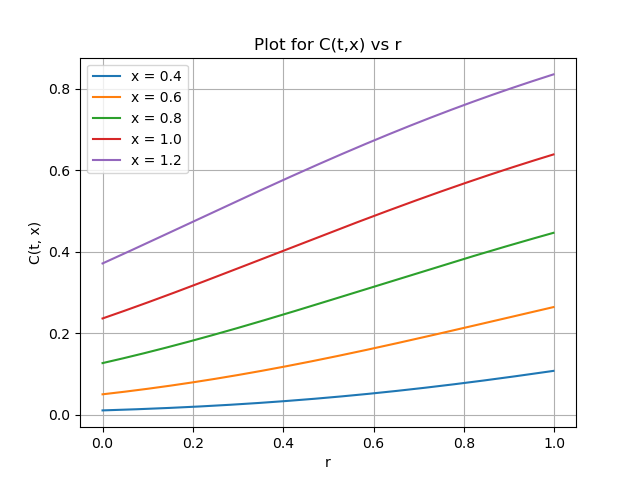 Plot for C(t,x) vs r
x = 0.4
x = 0.6
x = 0.8
x = 1.0
x = 1.2
C(t, x)
0.8
0.6
0.4
0.2
0.0
0.0 0.2 0.4 0.6 0.8 1.0
r